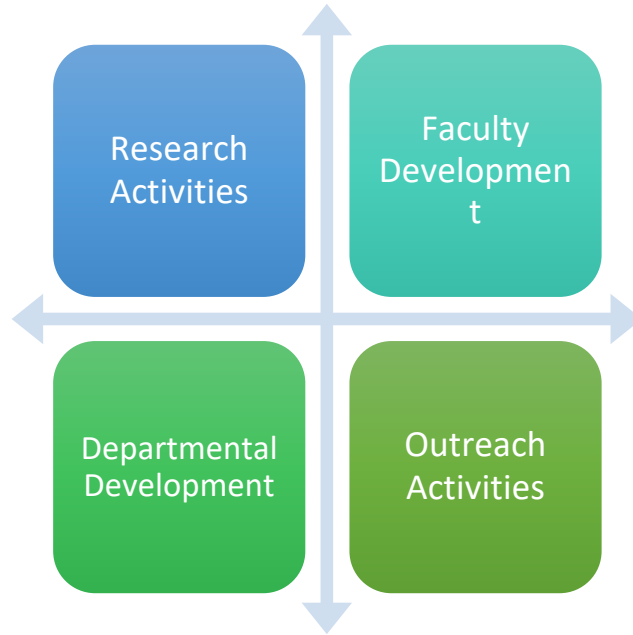 Research
Activities
Faculty
Developmen
t
Departmental
Development
Outreach
Activities